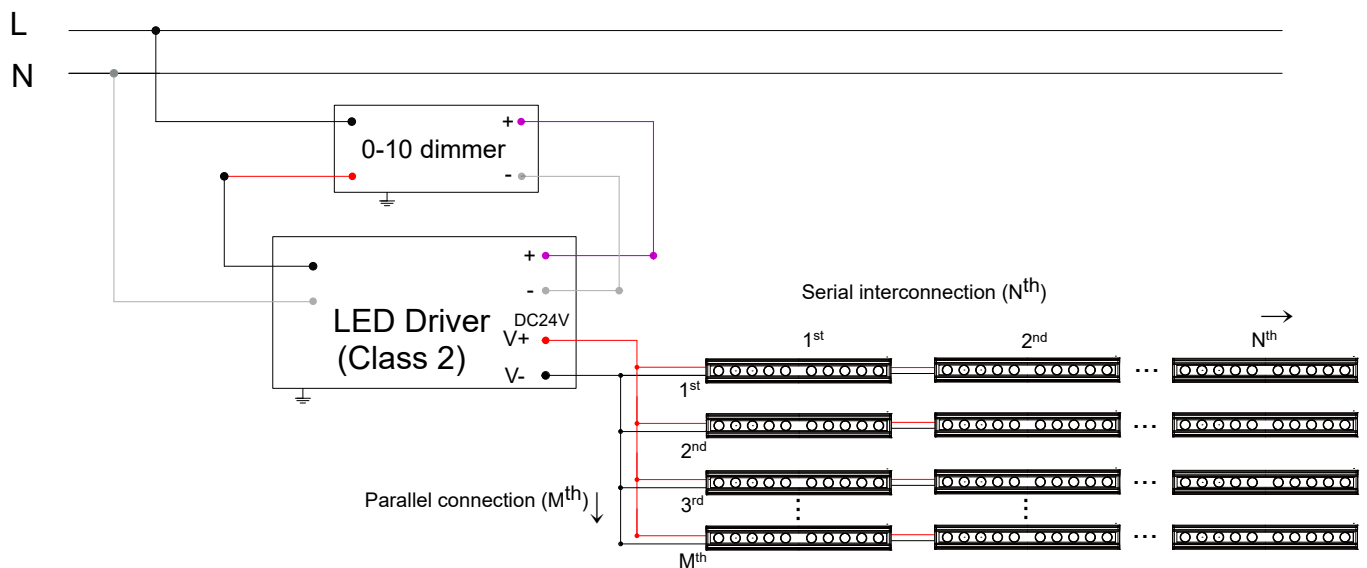 L
N
+
0-10 dimmer
-
+
-
LED Driver
(Class 2)
DC24V
V+
V-
Serial interconnection (Nth)
1st 2nd Nth
1st
2nd
Parallel connection (Mth)
3rd
Mth